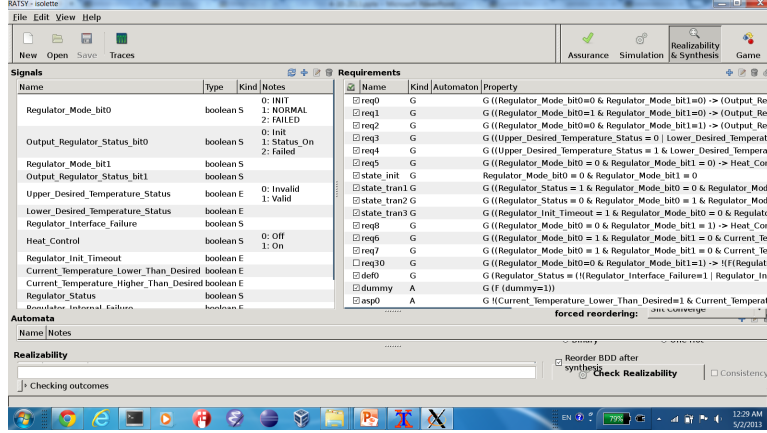 RATSY - isolette
File Edit View Help
New Open Save Traces
Assurance Simulation Realizability & Synthesis Game
Signals
Name Type Kind Notes
Regulator_Mode_bit0 boolean S 0: INIT
1: NORMAL
2: FAILED
Output_Regulator_Status_bit0 boolean S 0: Init
1: Status_On
2: Failed
Regulator_Mode_bit1 boolean S
Output_Regulator_Status_bit1 boolean S
Upper_Desired_Temperature_Status boolean E 0: Invalid
1: Valid
Lower_Desired_Temperature_Status boolean E
Regulator_Interface_Failure boolean S
Heat_Control boolean S 0: Off
1: On
Regulator_Init_Timeout boolean E
Current_Temperature_Lower_Than_Desired boolean E
Current_Temperature_Higher_Than_Desired boolean E
Regulator_Status boolean S
Regulator_Internal_Failure boolean E
Requirements
Name Kind Automaton Property
req0 G G ((Regulator_Mode_bit0=0 & Regulator_Mode_bit1=0) -> (Output_Re
req1 G G ((Regulator_Mode_bit0=1 & Regulator_Mode_bit1=0) -> (Output_Re
req2 G G ((Regulator_Mode_bit0=0 & Regulator_Mode_bit1=1) -> (Output_Re
req3 G G ((Upper_Desired_Temperature_Status = 0 | Lower_Desired_Tempera
req4 G G ((Upper_Desired_Temperature_Status = 1 & Lower_Desired_Tempera
req5 G G ((Regulator_Mode_bit0 = 0 & Regulator_Mode_bit1 = 0) -> Heat_Co
state_init G Regulator_Mode_bit0 = 0 & Regulator_Mode_bit1 = 0
state_tran1 G G ((Regulator_Status = 1 & Regulator_Mode_bit0 = 0 & Regulator_Mod
state_tran2 G G ((Regulator_Status = 0 & Regulator_Mode_bit0 = 1 & Regulator_Mod
state_tran3 G G ((Regulator_Init_Timeout = 1 & Regulator_Mode_bit0 = 0 & Regulato
req8 G G ((Regulator_Mode_bit0 = 0 & Regulator_Mode_bit1 = 1) -> Heat_Co
req6 G G ((Regulator_Mode_bit0 = 1 & Regulator_Mode_bit1 = 0 & Current_Te
req7 G G ((Regulator_Mode_bit0 = 1 & Regulator_Mode_bit1 = 0 & Current_Te
req30 G G ((Regulator_Mode_bit0=0 & Regulator_Mode_bit1=1) -> !(F(Regulat
def0 G G (Regulator_Status = (!(Regulator_Interface_Failure=1 | Regulator_In
dummy A G (F (dummy=1))
asp0 A G !(Current_Temperature_Lower_Than_Desired=1 & Current_Temperat
forced reordering: Sift Converge
Automata
Name Notes
Realizability
Reorder BDD after
synthesis
Check Realizability Consistency
Checking outcomes
EN 79% 12:29 AM
5/2/2013